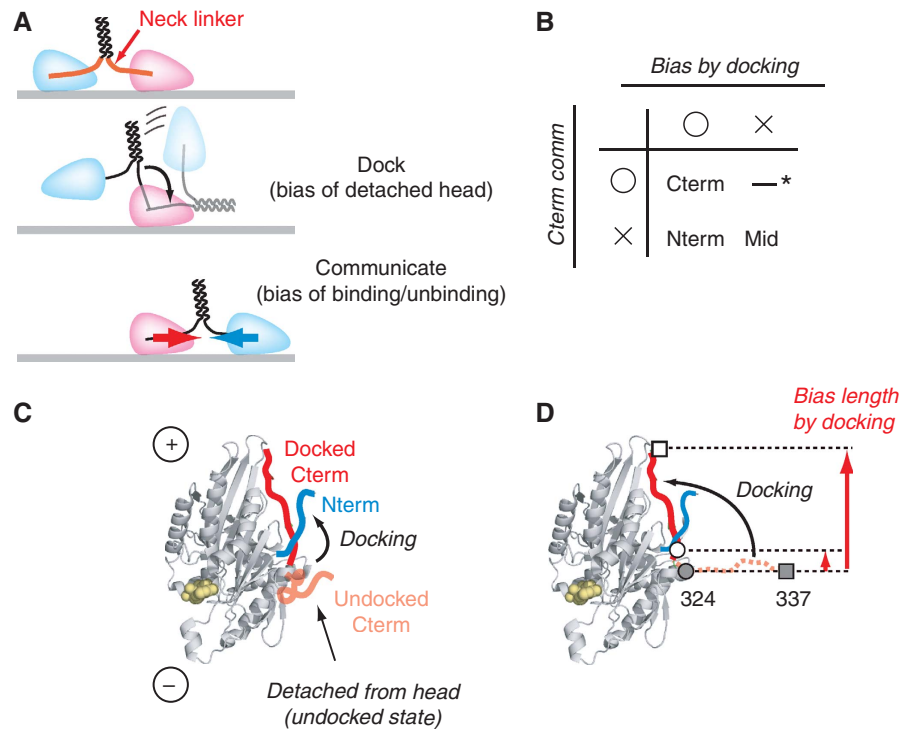 A
Neck linker
Dock
(bias of detached head)
Communicate
(bias of binding/unbinding)
B
Bias by docking
Cterm comm
○ ×
○ Cterm —*
× Nterm Mid
C
+
Docked
Cterm
Nterm
Docking
Undocked
Cterm
−
Detached from head
(undocked state)
D
Bias length
by docking
Docking
324
337